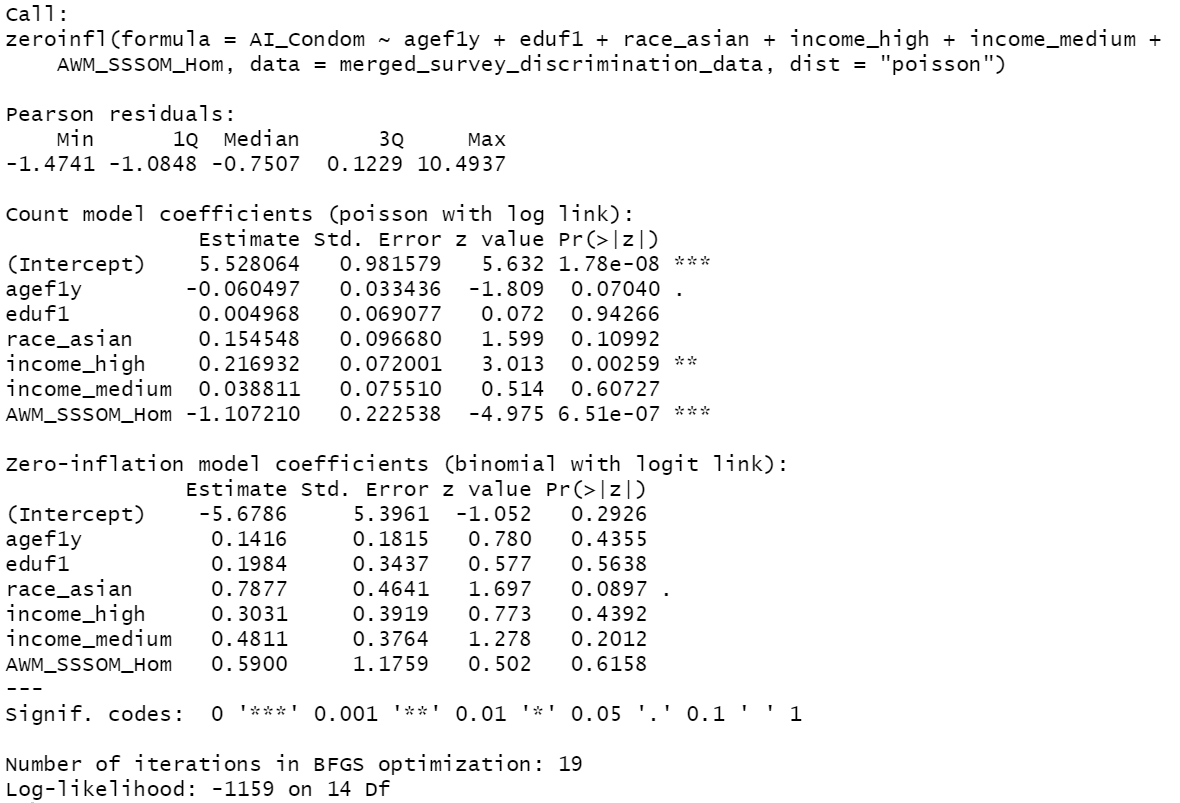 Call:
zeroinfl(formula = AI_Condom ~ agef1y + eduf1 + race_asian + income_high + income_medium +
    AWM_SSSOM_Hom, data = merged_survey_discrimination_data, dist = "poisson")

Pearson residuals:
    Min      1Q  Median      3Q     Max
-1.4741 -1.0848 -0.7507  0.1229 10.4937

Count model coefficients (poisson with log link):
               Estimate Std. Error z value Pr(>|z|)
(Intercept)    5.528064   0.981579   5.632 1.78e-08 ***
agef1y        -0.060497   0.033436  -1.809  0.07040 .
eduf1          0.004968   0.069077   0.072  0.94266
race_asian     0.154548   0.096680   1.599  0.10992
income_high    0.216932   0.072001   3.013  0.00259 **
income_medium  0.038811   0.075510   0.514  0.60727
AWM_SSSOM_Hom -1.107210   0.222538  -4.975 6.51e-07 ***

Zero-inflation model coefficients (binomial with logit link):
              Estimate Std. Error z value Pr(>|z|)
(Intercept)    -5.6786     5.3961  -1.052   0.2926
agef1y          0.1416     0.1815   0.780   0.4355
eduf1           0.1984     0.3437   0.577   0.5638
race_asian      0.7877     0.4641   1.697   0.0897 .
income_high     0.3031     0.3919   0.773   0.4392
income_medium   0.4811     0.3764   1.278   0.2012
AWM_SSSOM_Hom   0.5900     1.1759   0.502   0.6158
---
Signif. codes:  0 '***' 0.001 '**' 0.01 '*' 0.05 '.' 0.1 ' ' 1

Number of iterations in BFGS optimization: 19
Log-likelihood: -1159 on 14 Df